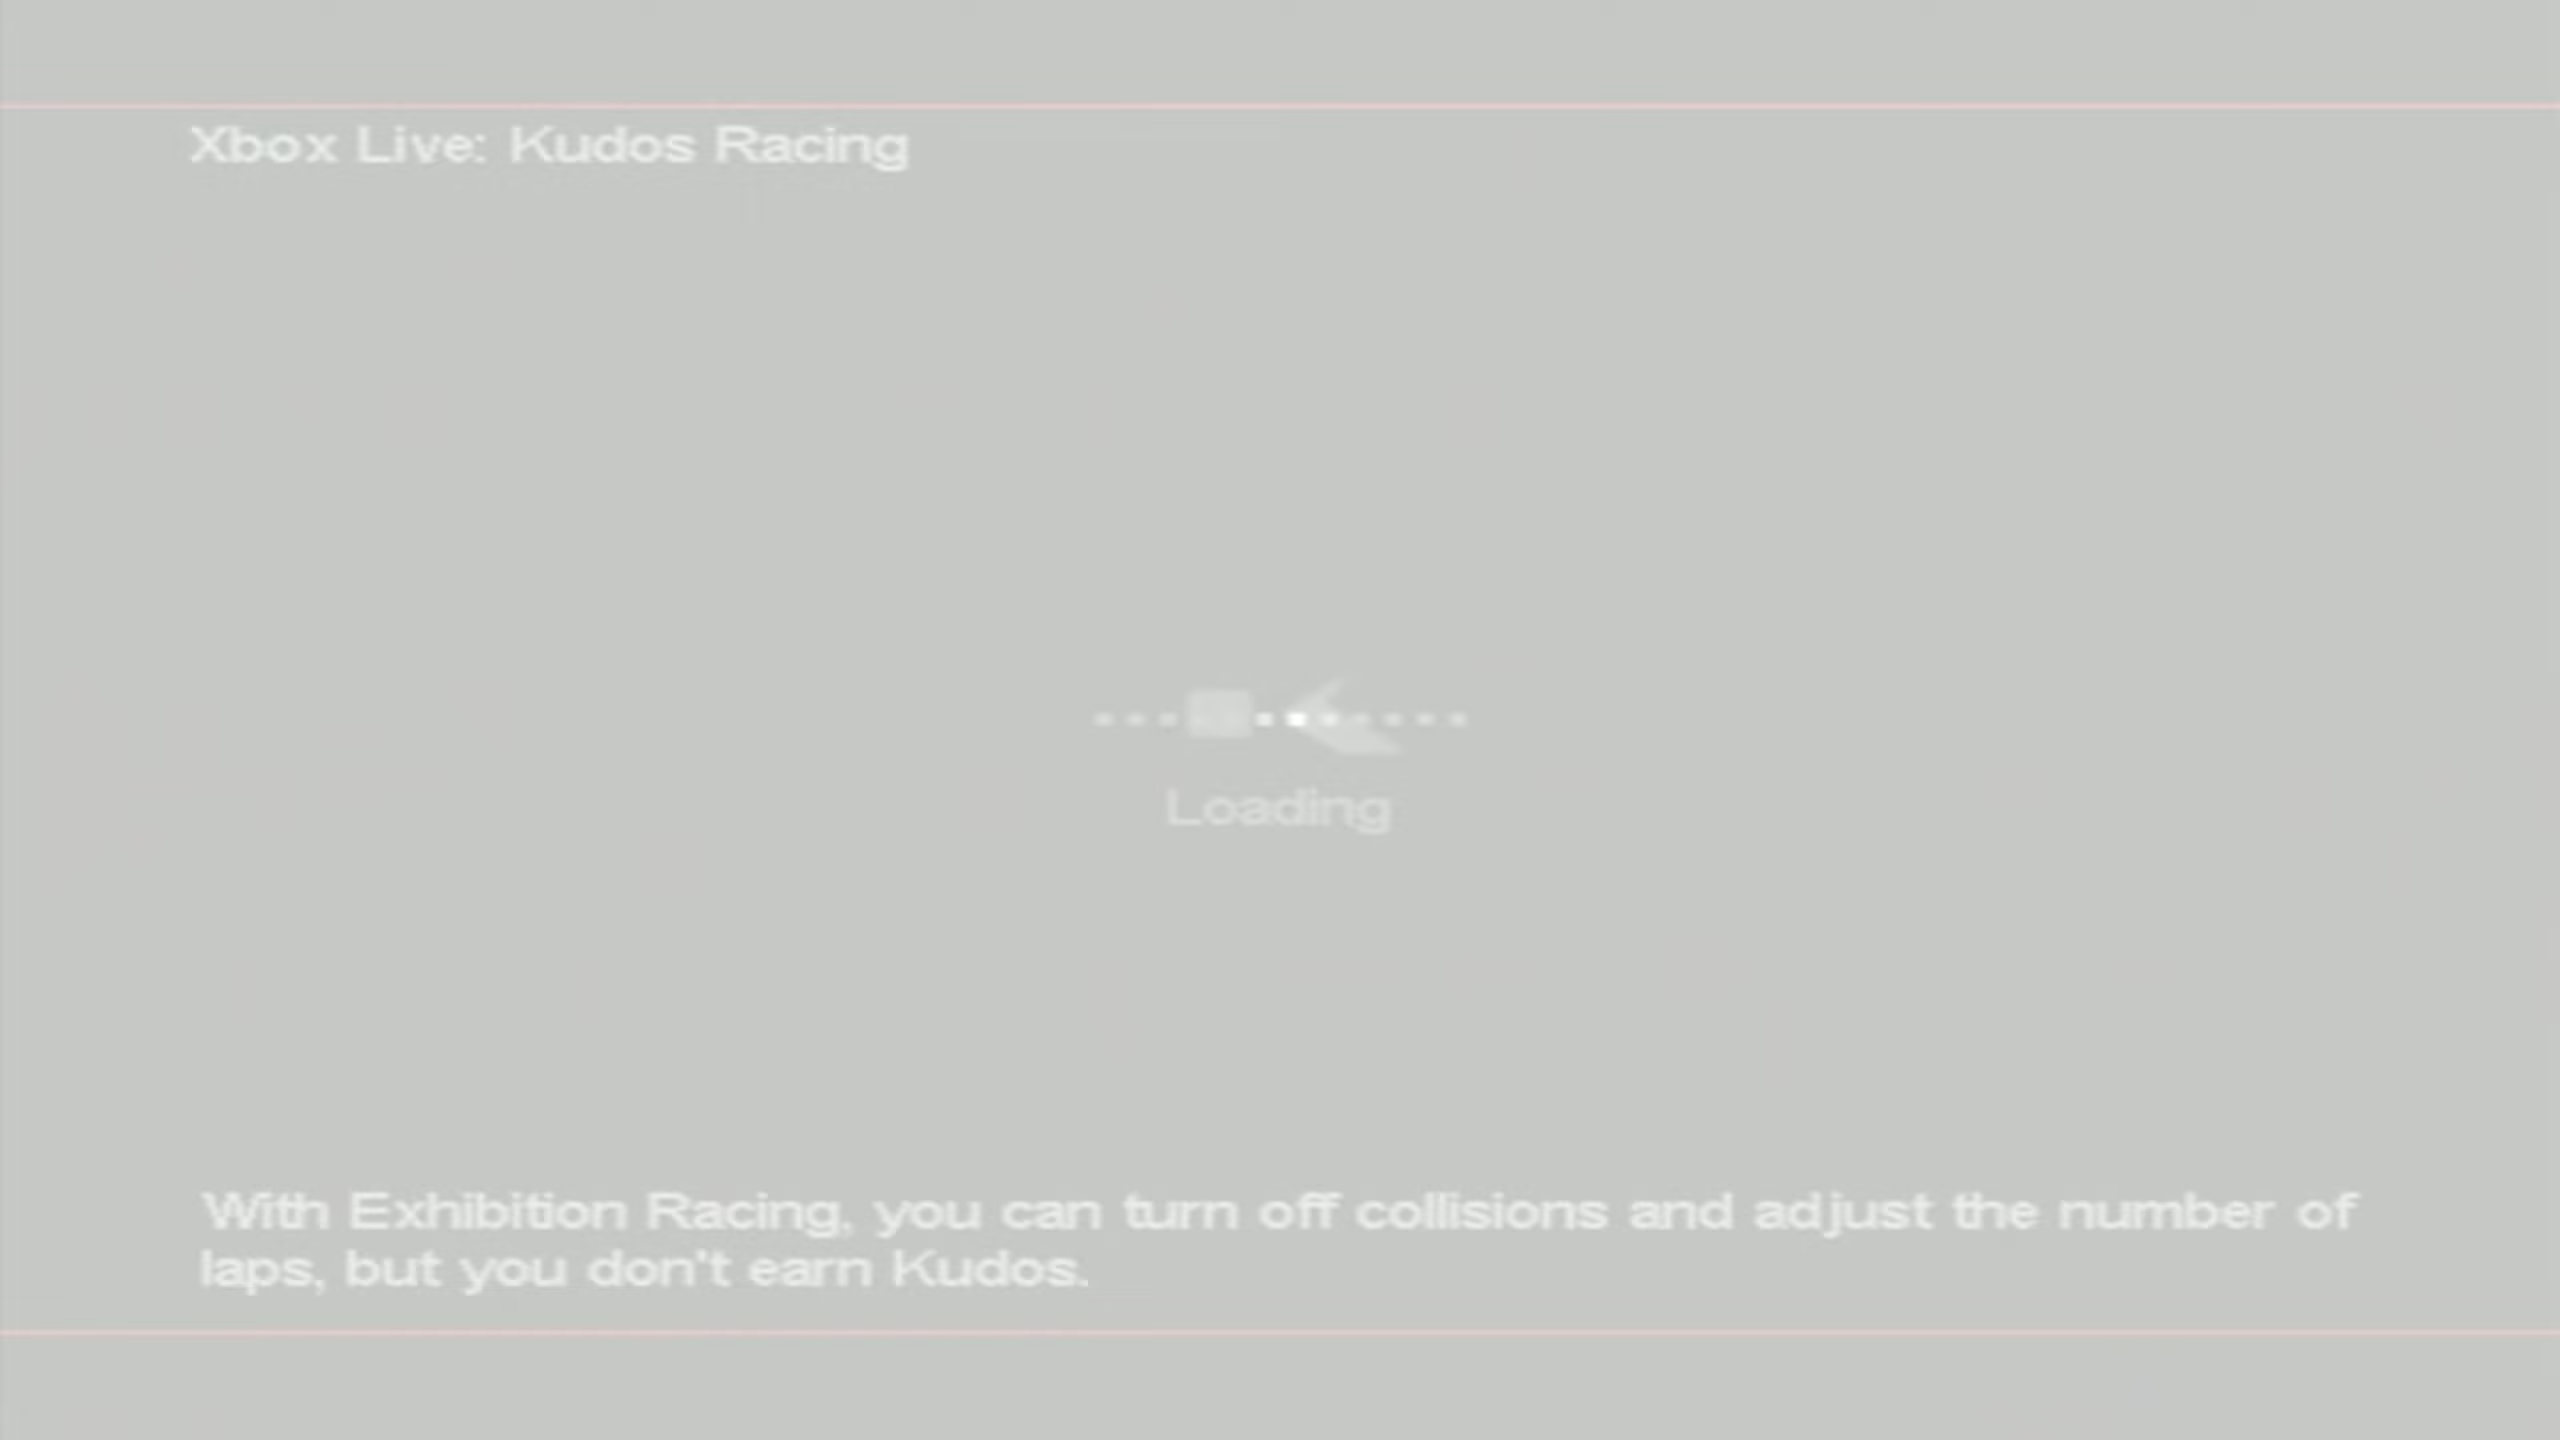 Xbox Live: Kudos Racing
Loading
With Exhibition Racing, you can turn off collisions and adjust the number of
laps, but you don't earn Kudos.